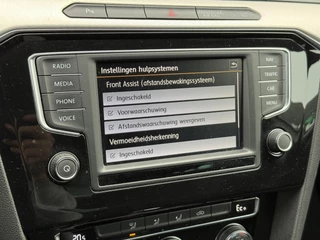 RADIO
MEDIA
PHONE
VOICE
Instellingen hulpsystemen
Front Assist (afstandsbewakingssysteem)
Ingeschakeld
Voorwaarschuwing
Afstandswaarschuwing weergeven
Vermoeidheidsherkenning
Ingeschakeld
NAV
TRAFFIC
CAR
MENU